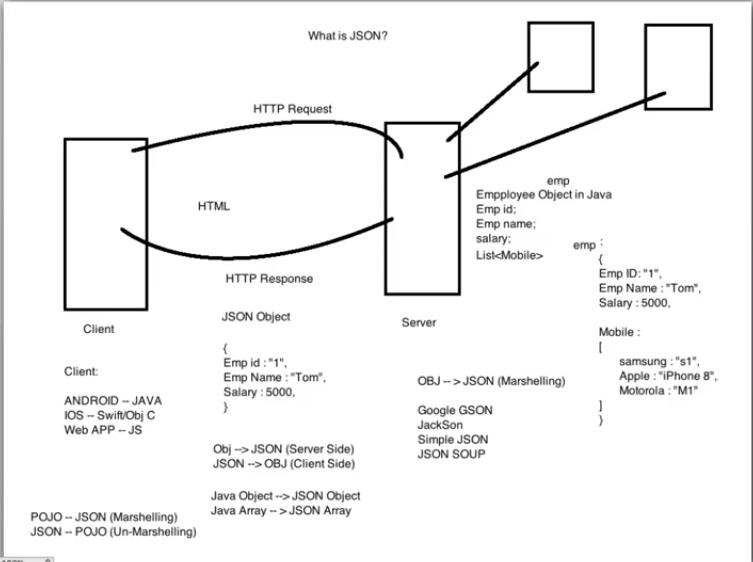 What is JSON?
HTTP Request
HTML
HTTP Response
Client
Server
emp
Empployee Object in Java
Emp id;
Emp name;
salary;
List<Mobile>
emp :
{
Emp ID: "1",
Emp Name : "Tom",
Salary : 5000,
Mobile :
[
samsung : "s1",
Apple : "iPhone 8",
Motorola : "M1"
]
}
JSON Object
{
Emp id : "1",
Emp Name : "Tom",
Salary : 5000,
}
Client:
ANDROID -- JAVA
IOS -- Swift/Obj C
Web APP -- JS
Obj --> JSON (Server Side)
JSON --> OBJ (Client Side)
Java Object --> JSON Object
Java Array -- > JSON Array
OBJ -- > JSON (Marshelling)
Google GSON
JackSon
Simple JSON
JSON SOUP
POJO -- JSON (Marshelling)
JSON -- POJO (Un-Marshelling)